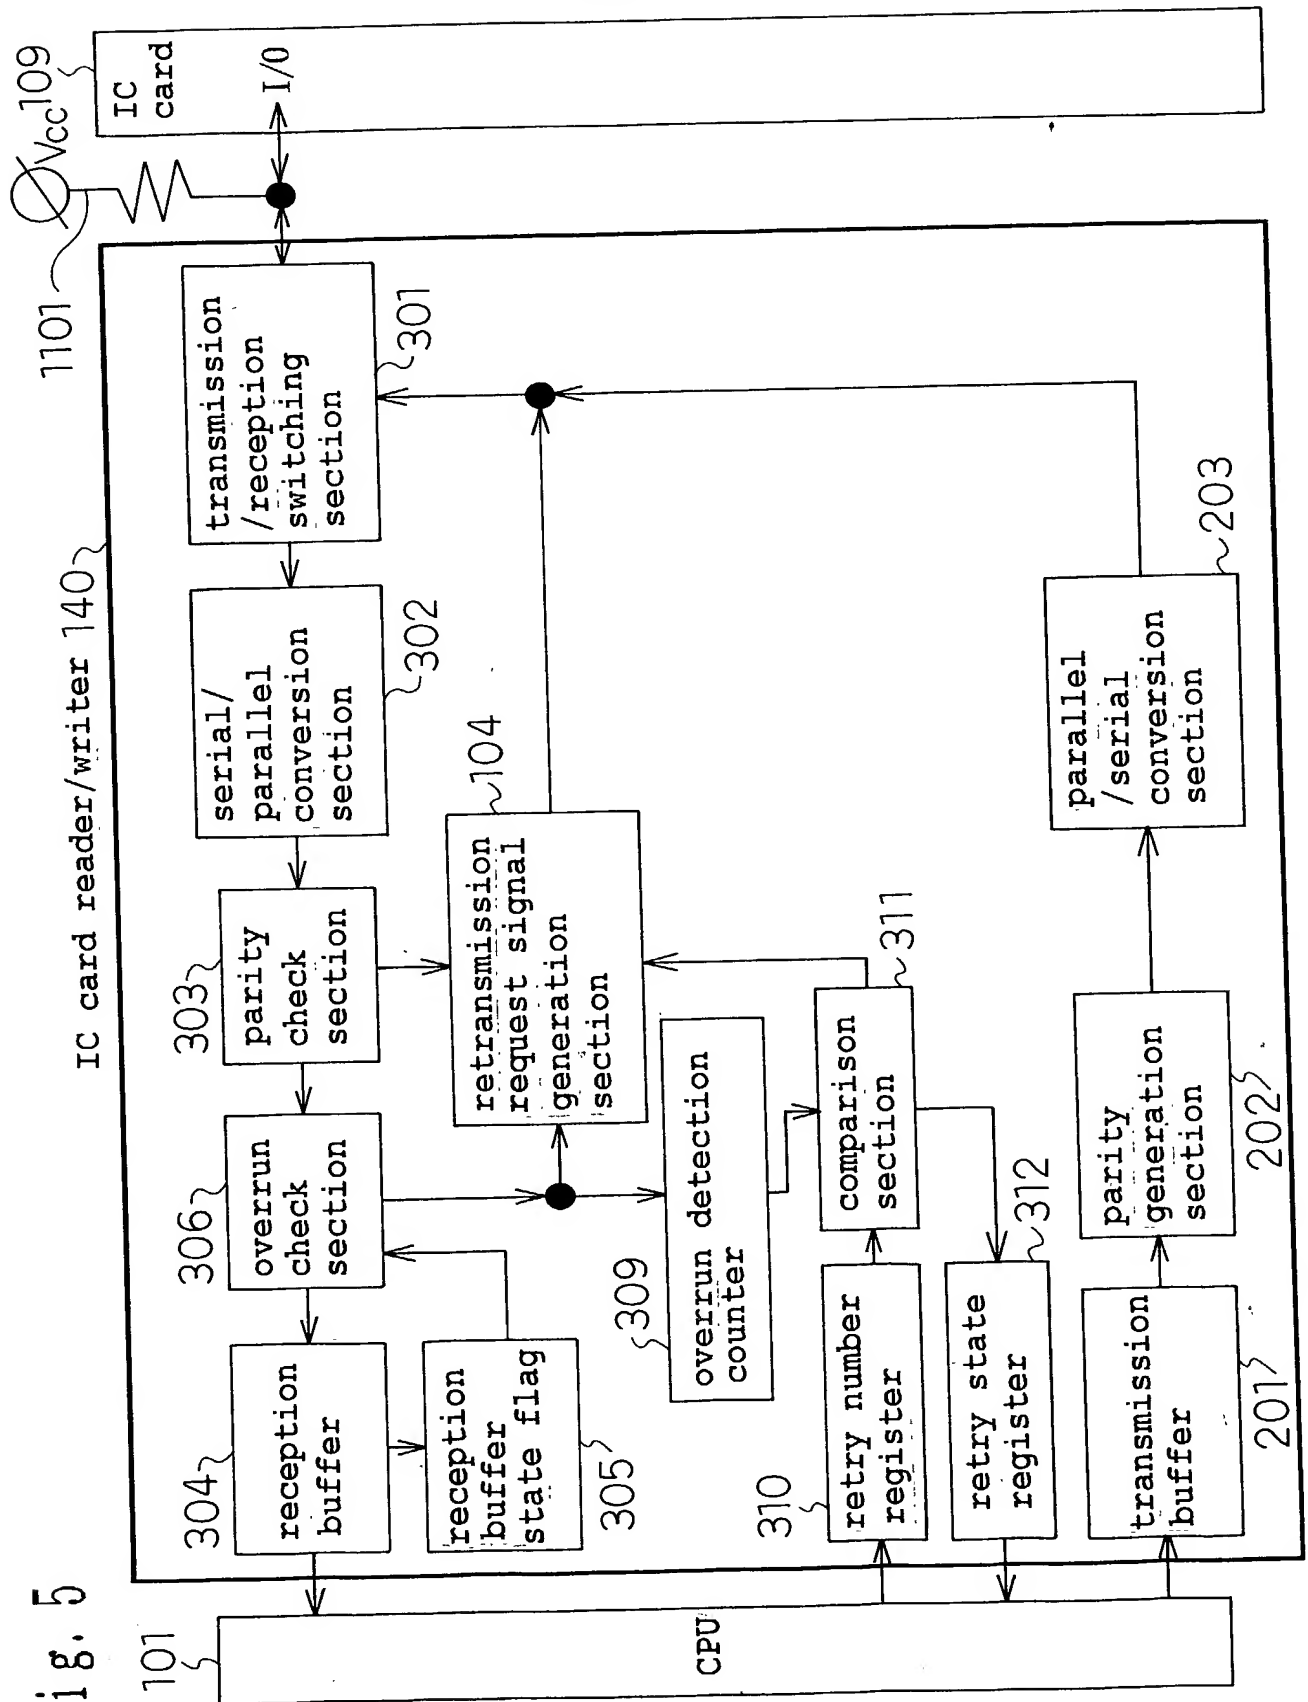 ig. 5
IC card reader/writer 140
1101
Vcc
109
IC
card
I/O
transmission
/reception
switching
section
301
serial/
parallel
conversion
section
302
303
parity
check
section
306
overrun
check
section
304
reception
buffer
reception
buffer
state flag
305
retransmission
request signal
generation
section
104
309
overrun detection
counter
comparison
section
311
310
retry number
register
retry state
register
312
parallel
/serial
conversion
section
203
parity
generation
section
202
transmission
buffer
201
101
CPU